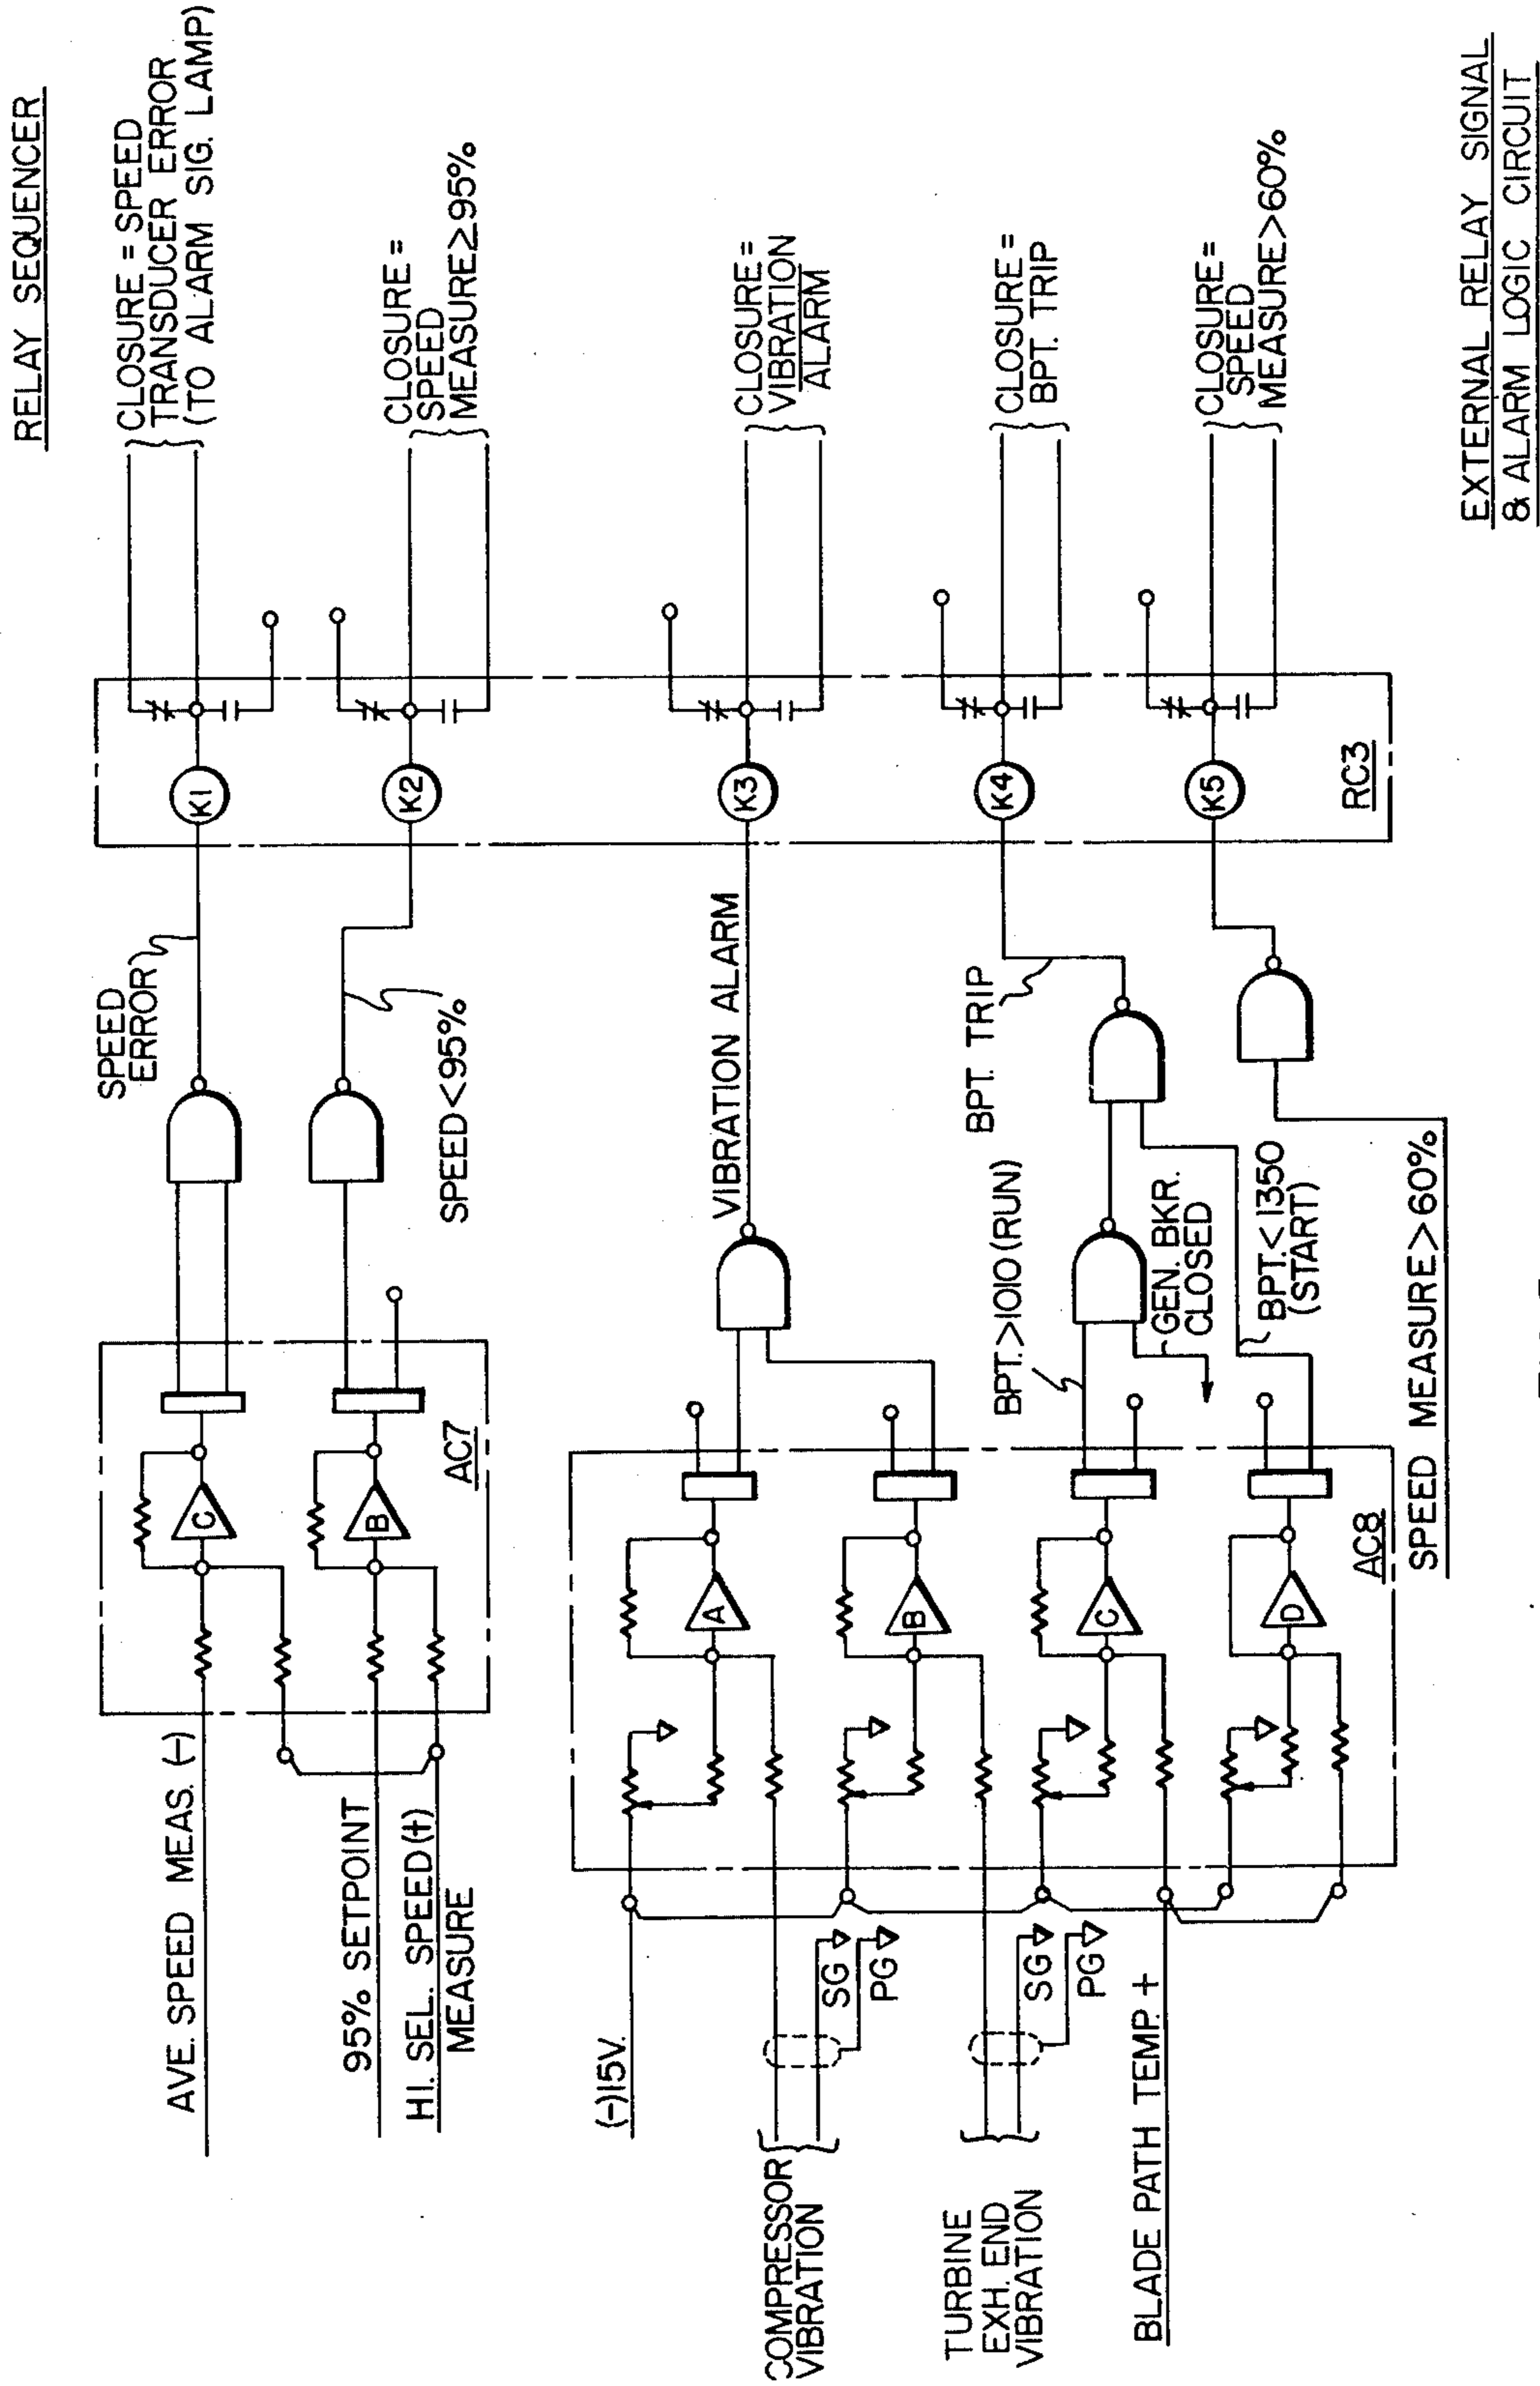 RELAY SEQUENCER
CLOSURE = SPEED
TRANSDUCER ERROR
(TO ALARM SIG. LAMP)
CLOSURE =
SPEED
MEASURE≥95%
CLOSURE =
VIBRATION
ALARM
CLOSURE =
BPT. TRIP
CLOSURE =
SPEED
MEASURE>60%
EXTERNAL RELAY SIGNAL
& ALARM LOGIC CIRCUIT
K1
K2
K3
K4
K5
RC3
SPEED
ERROR
SPEED<95%
VIBRATION ALARM
BPT. TRIP
BPT.>1010 (RUN)
GEN. BKR.
CLOSED
BPT.<1350
(START)
SPEED MEASURE>60%
C
B
AC7
A
B
C
D
AC8
AVE. SPEED MEAS. (-)
95% SETPOINT
HI. SEL. SPEED(+)
MEASURE
(-)15V.
COMPRESSOR
VIBRATION
SG
PG
TURBINE
EXH. END
VIBRATION
SG
PG
BLADE PATH TEMP. +